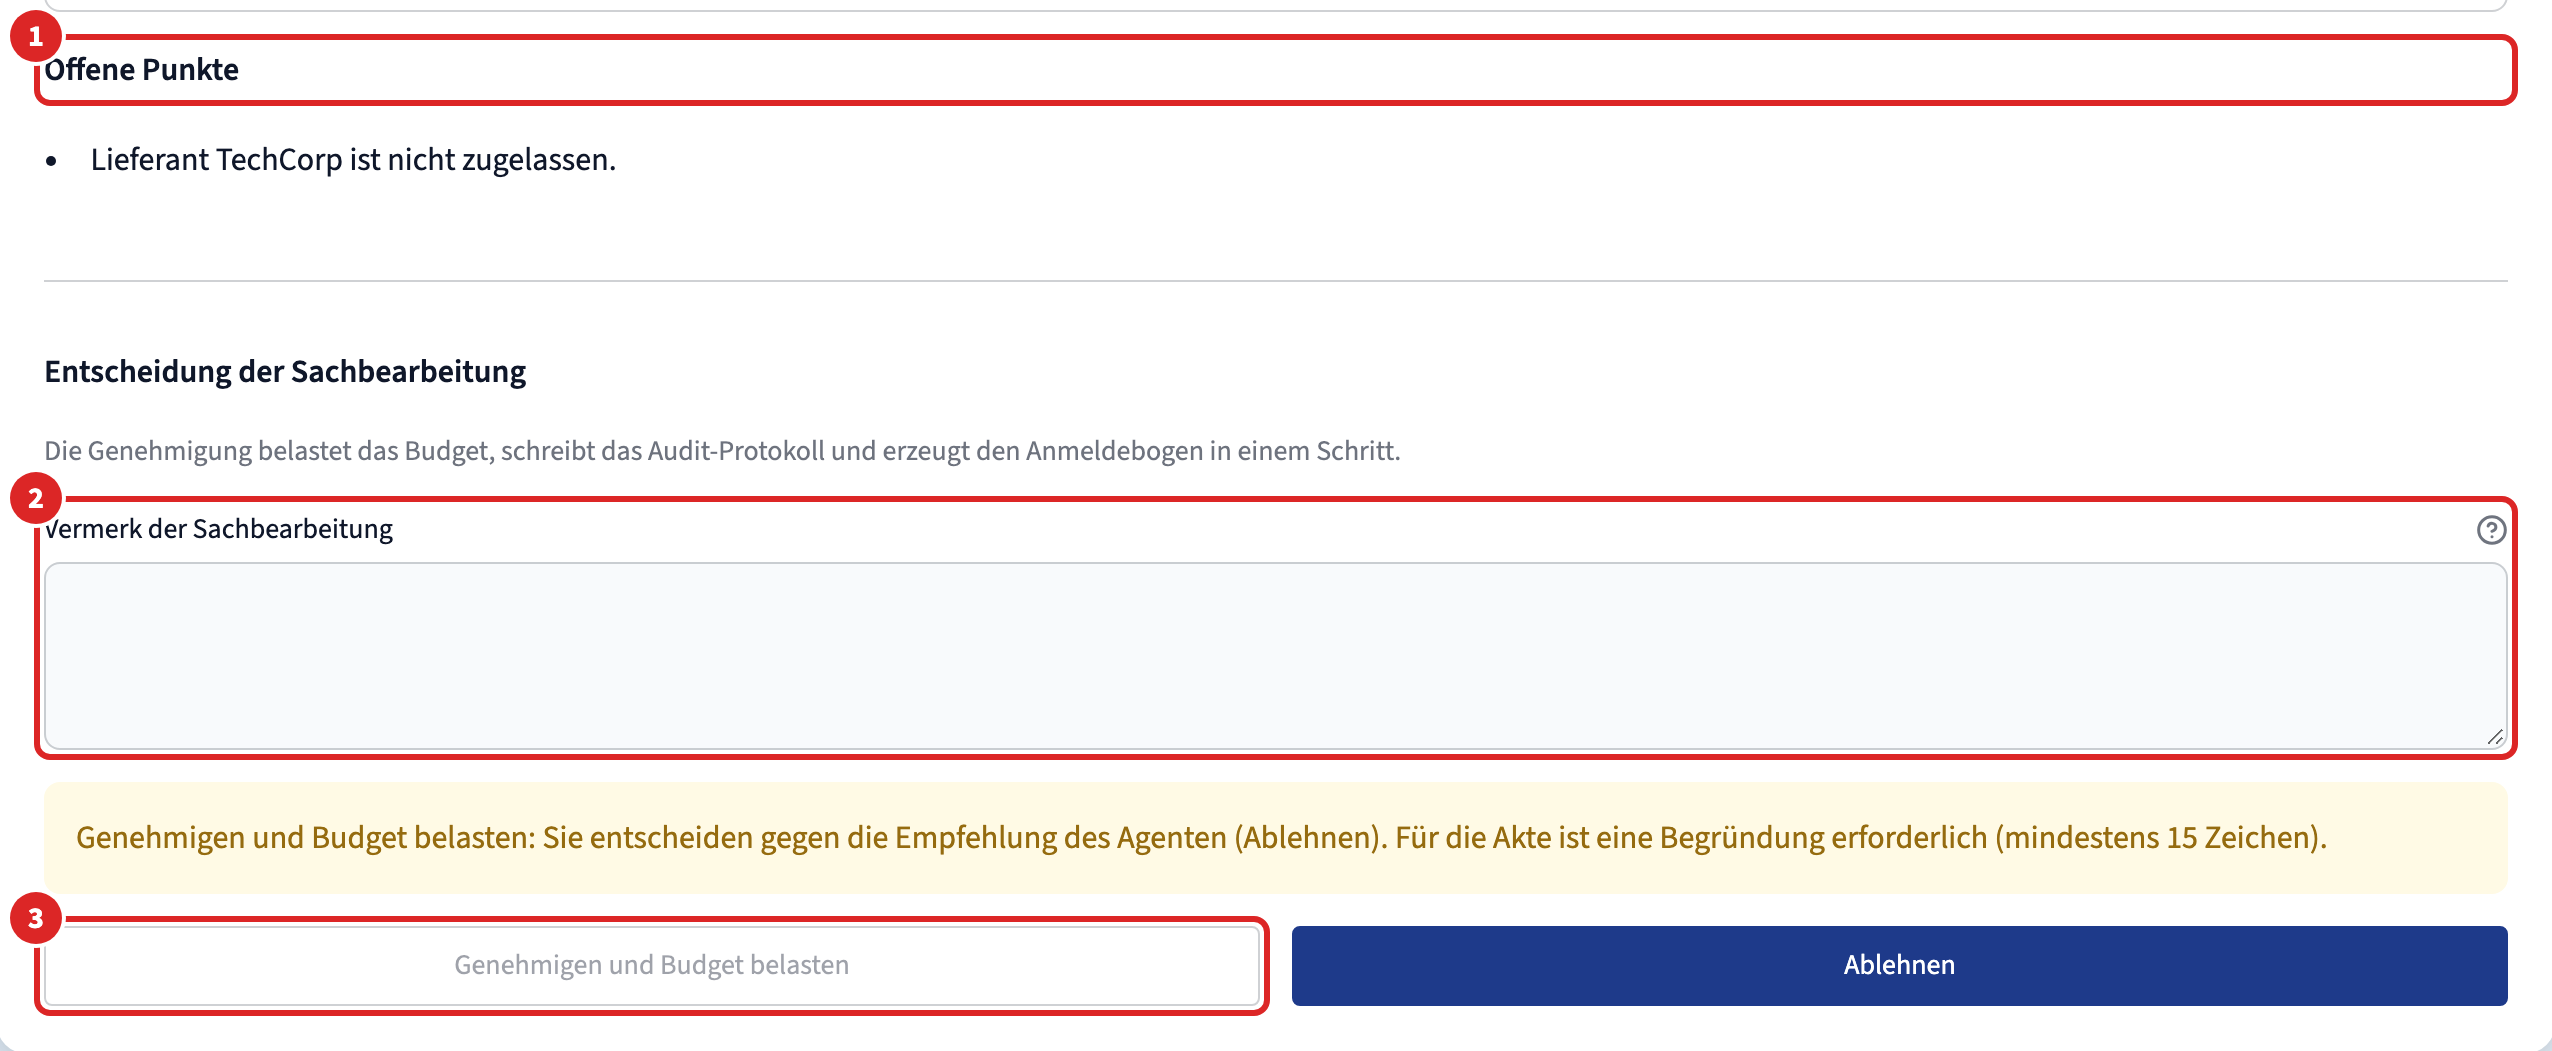 1
Offene Punkte
• Lieferant TechCorp ist nicht zugelassen.
Entscheidung der Sachbearbeitung
Die Genehmigung belastet das Budget, schreibt das Audit-Protokoll und erzeugt den Anmeldebogen in einem Schritt.
2
Vermerk der Sachbearbeitung
?
Genehmigen und Budget belasten: Sie entscheiden gegen die Empfehlung des Agenten (Ablehnen). Für die Akte ist eine Begründung erforderlich (mindestens 15 Zeichen).
3
Genehmigen und Budget belasten
Ablehnen